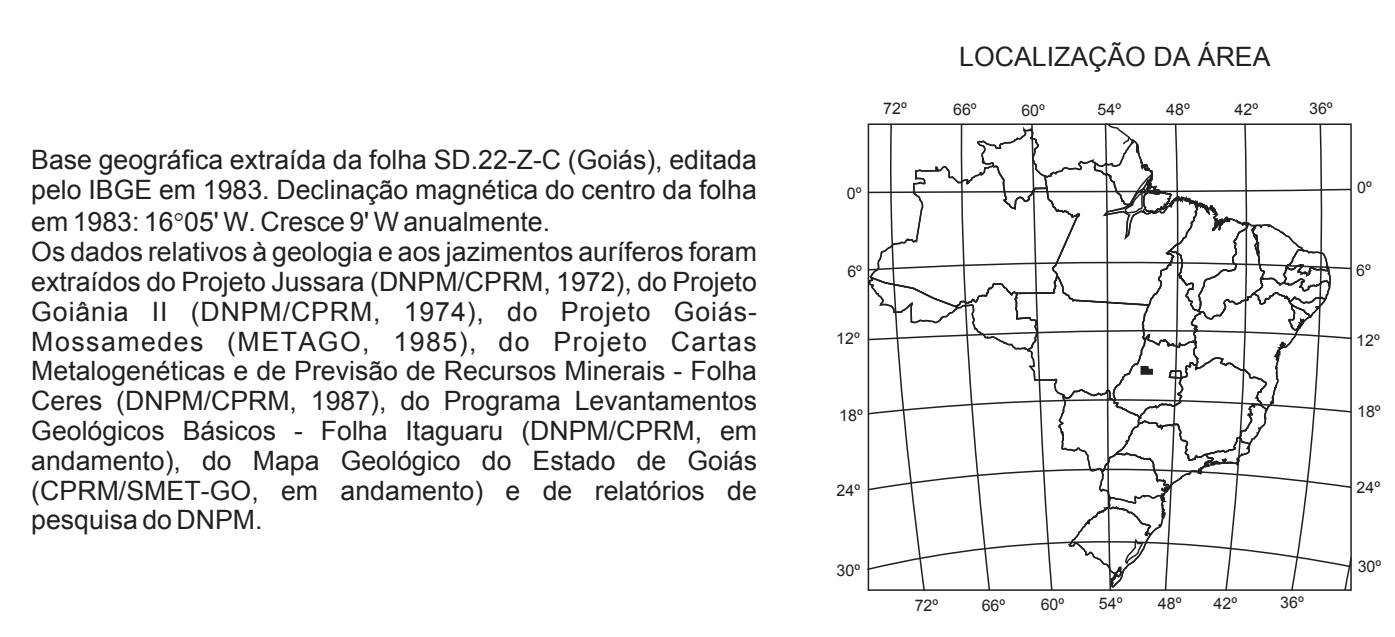 Base geográfica extraída da folha SD.22-Z-C (Goiás), editada
pelo IBGE em 1983. Declinação magnética do centro da folha
em 1983: 16°05' W. Cresce 9' W anualmente.
Os dados relativos à geologia e aos jazimentos auríferos foram
extraídos do Projeto Jussara (DNPM/CPRM, 1972), do Projeto
Goiânia II (DNPM/CPRM, 1974), do Projeto Goiás-
Mossamedes (METAGO, 1985), do Projeto Cartas
Metalogenéticas e de Previsão de Recursos Minerais - Folha
Ceres (DNPM/CPRM, 1987), do Programa Levantamentos
Geológicos Básicos - Folha Itaguaru (DNPM/CPRM, em
andamento), do Mapa Geológico do Estado de Goiás
(CPRM/SMET-GO, em andamento) e de relatórios de
pesquisa do DNPM.
LOCALIZAÇÃO DA ÁREA
72º 66º 60º 54º 48º 42º 36º
0º 0º
6º 6º
12º 12º
18º 18º
24º 24º
30º 30º
72º 66º 60º 54º 48º 42º 36º